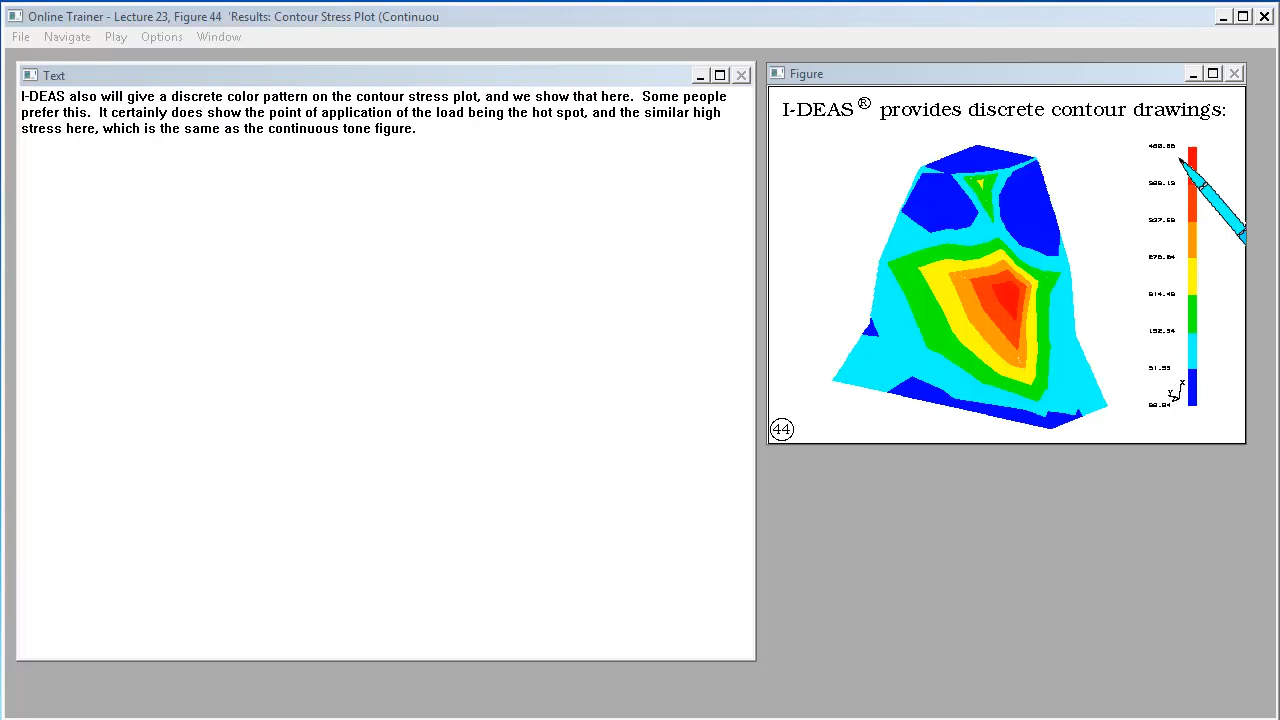 Online Trainer - Lecture 23, Figure 44 'Results: Contour Stress Plot (Continuou
File Navigate Play Options Window
Text
I-DEAS also will give a discrete color pattern on the contour stress plot, and we show that here. Some people
prefer this. It certainly does show the point of application of the load being the hot spot, and the similar high
stress here, which is the same as the continuous tone figure.
Figure
I-DEAS® provides discrete contour drawings:
X
Y
44